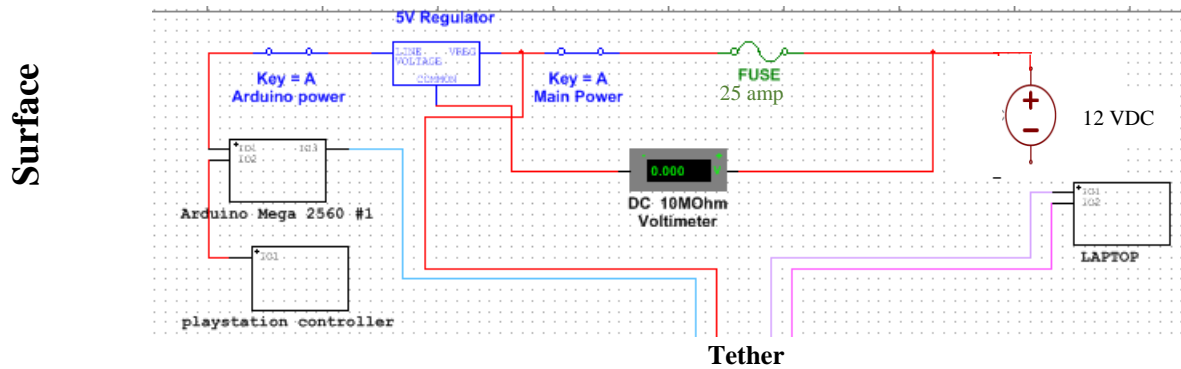 Surface
5V Regulator
LINE VREG
VOLTAGE
COMMON
Key = A
Arduino power
Key = A
Main Power
FUSE
25 amp
12 VDC
IO1 IO3
IO2
Arduino Mega 2560 #1
0.000 V
DC 10MOhm
Voltimeter
IO1
IO2
LAPTOP
IO1
playstation controller
Tether